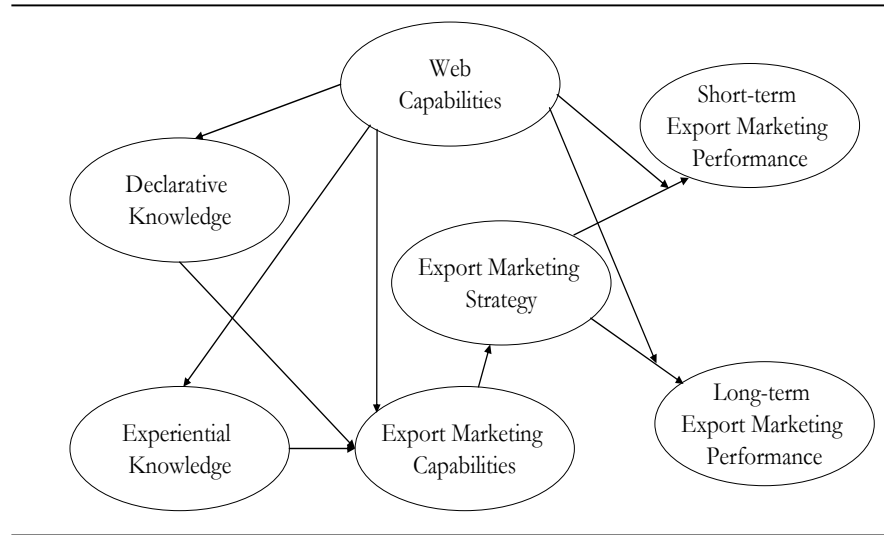 Web
Capabilities
Short-term
Export Marketing
Performance
Declarative
Knowledge
Export Marketing
Strategy
Experiential
Knowledge
Export Marketing
Capabilities
Long-term
Export Marketing
Performance